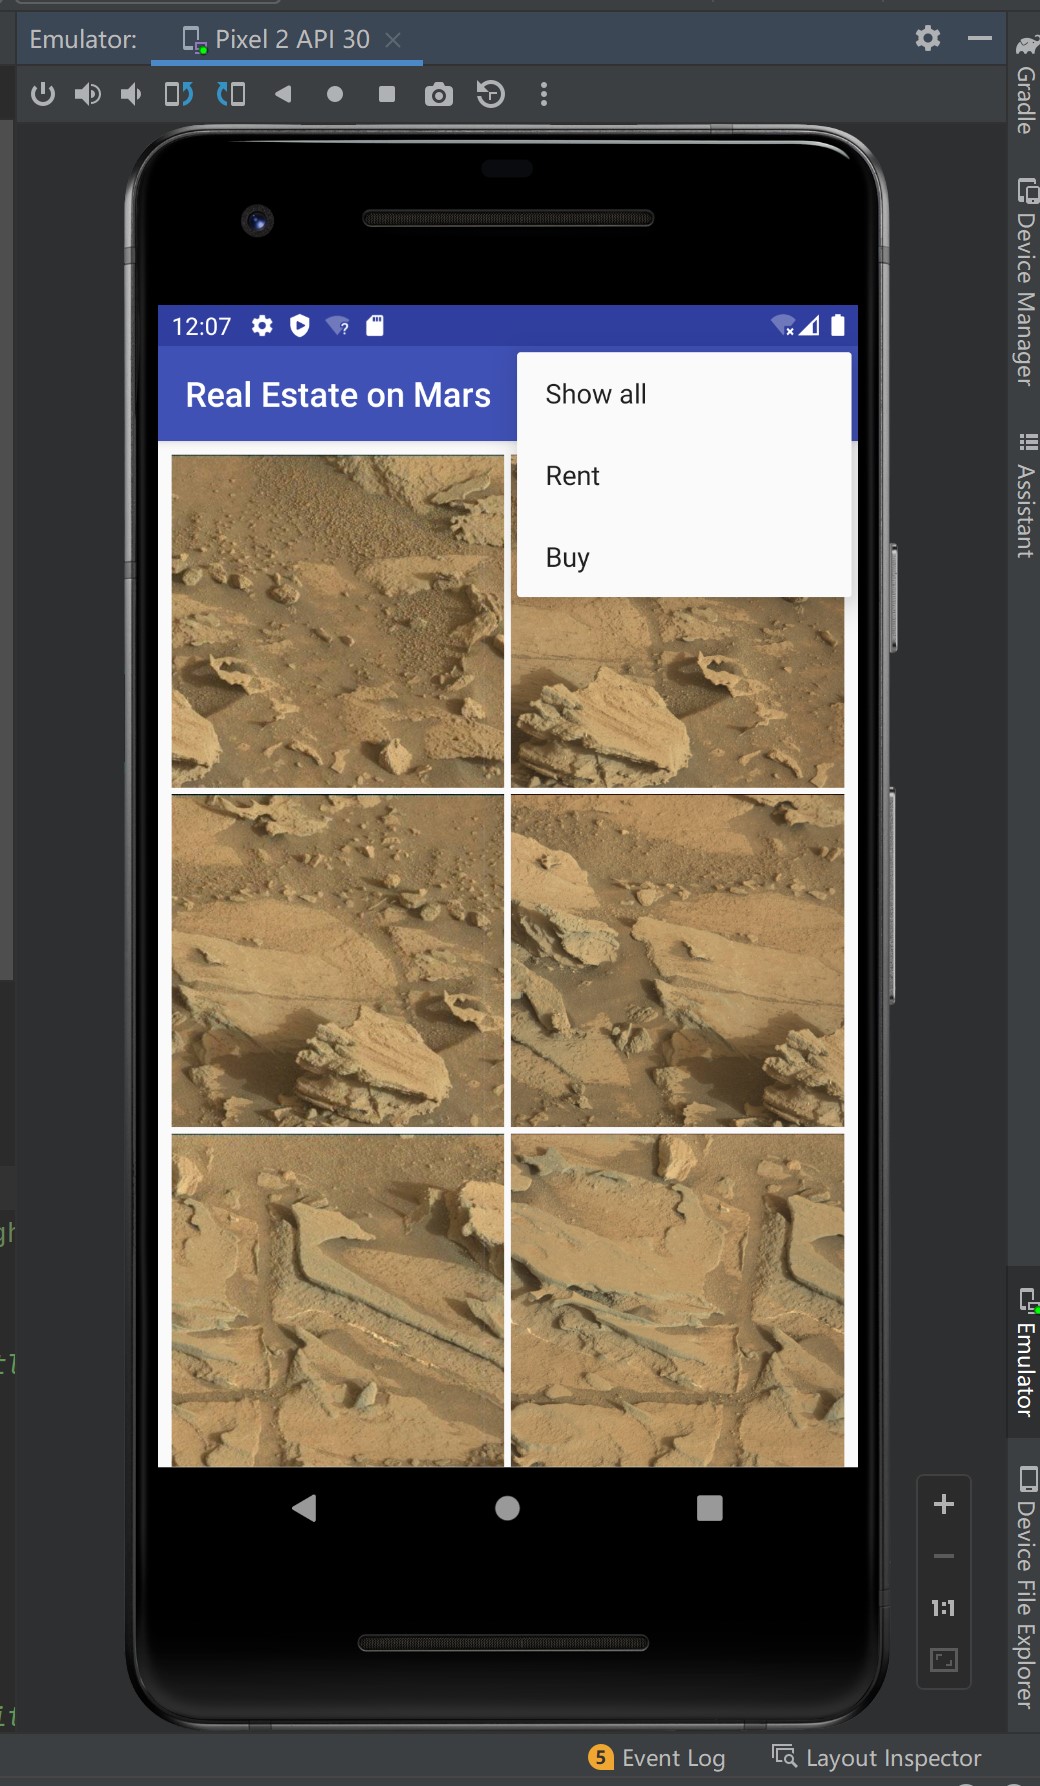 Emulator: Pixel 2 API 30
Gradle
Device Manager
Assistant
12:07
Real Estate on Mars
Show all
Rent
Buy
Emulator
Device File Explorer
1:1
5 Event Log Layout Inspector